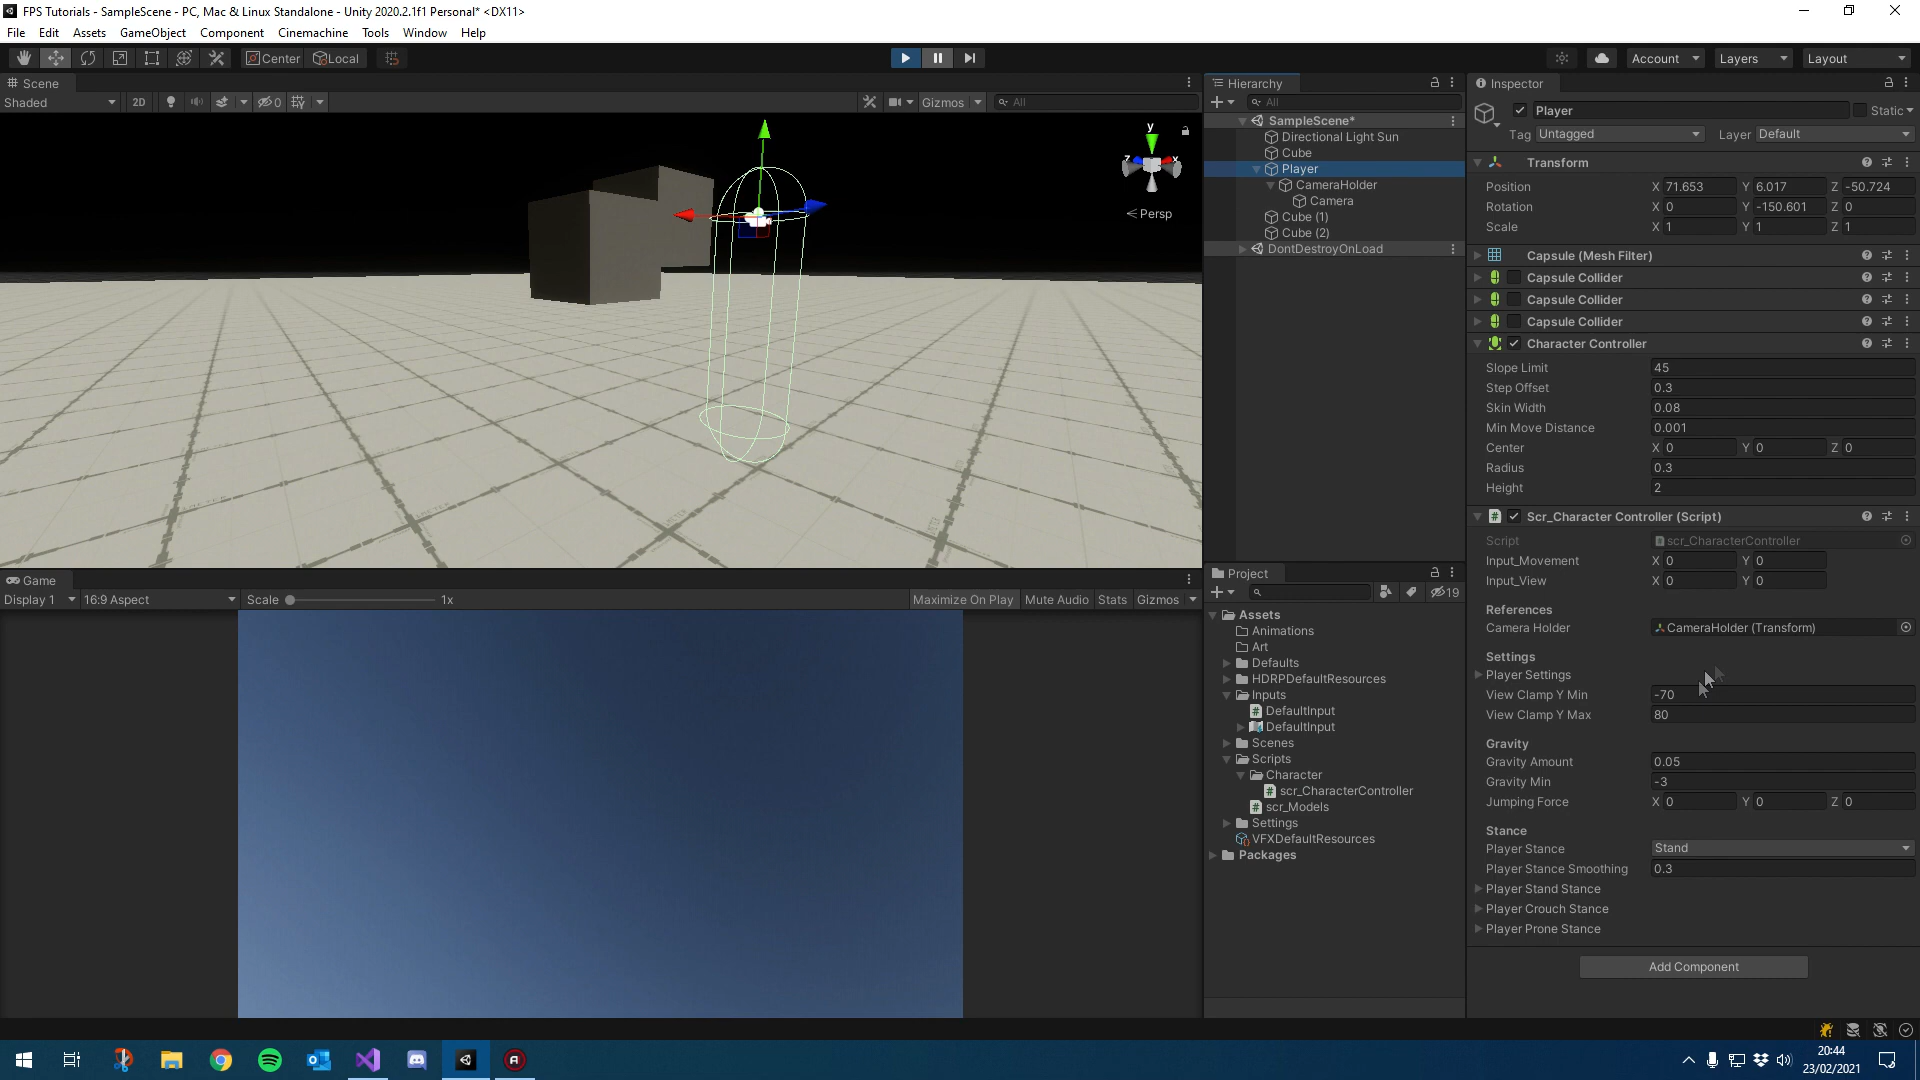 FPS Tutorials - SampleScene - PC, Mac & Linux Standalone - Unity 2020.2.1f1 Personal* <DX11>
File Edit Assets GameObject Component Cinemachine Tools Window Help
Center Local Account Layers Layout
Scene
Shaded 2D 0 Gizmos All
y
z x
Persp
Game
Display 1 16:9 Aspect Scale 1x Maximize On Play Mute Audio Stats Gizmos
Hierarchy
All
SampleScene*
Directional Light Sun
Cube
Player
CameraHolder
Camera
Cube (1)
Cube (2)
DontDestroyOnLoad
Project
19
Assets
Animations
Art
Defaults
HDRPDefaultResources
Inputs
DefaultInput
DefaultInput
Scenes
Scripts
Character
scr_CharacterController
scr_Models
Settings
VFXDefaultResources
Packages
Inspector
Player Static
Tag Untagged Layer Default
Transform
Position X 71.653 Y 6.017 Z -50.724
Rotation X 0 Y -150.601 Z 0
Scale X 1 Y 1 Z 1
Capsule (Mesh Filter)
Capsule Collider
Capsule Collider
Capsule Collider
Character Controller
Slope Limit 45
Step Offset 0.3
Skin Width 0.08
Min Move Distance 0.001
Center X 0 Y 0 Z 0
Radius 0.3
Height 2
Scr_Character Controller (Script)
Script scr_CharacterController
Input_Movement X 0 Y 0
Input_View X 0 Y 0
References
Camera Holder CameraHolder (Transform)
Settings
Player Settings
View Clamp Y Min -70
View Clamp Y Max 80
Gravity
Gravity Amount 0.05
Gravity Min -3
Jumping Force X 0 Y 0 Z 0
Stance
Player Stance Stand
Player Stance Smoothing 0.3
Player Stand Stance
Player Crouch Stance
Player Prone Stance
Add Component
20:44
23/02/2021